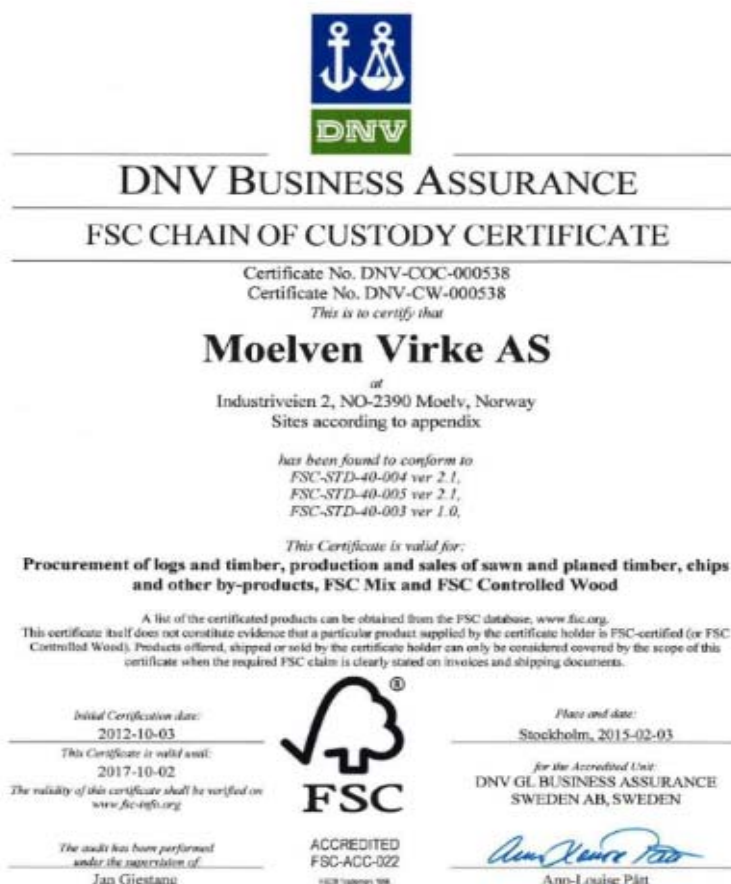 DNV
DNV BUSINESS ASSURANCE
FSC CHAIN OF CUSTODY CERTIFICATE
Certificate No. DNV-COC-000538
Certificate No. DNV-CW-000538
This is to certify that
Moelven Virke AS
at
Industriveien 2, NO-2390 Moelv, Norway
Sites according to appendix
has been found to conform to
FSC-STD-40-004 ver 2.1,
FSC-STD-40-005 ver 2.1,
FSC-STD-40-003 ver 1.0,
This Certificate is valid for:
Procurement of logs and timber, production and sales of sawn and planed timber, chips
and other by-products, FSC Mix and FSC Controlled Wood
A list of the certificated products can be obtained from the FSC database, www.fsc.org.
This certificate itself does not constitute evidence that a particular product supplied by the certificate holder is FSC-certified (or FSC
Controlled Wood). Products offered, shipped or sold by the certificate holder can only be considered covered by the scope of this
certificate when the required FSC claim is clearly stated on invoices and shipping documents.
Initial Certification date:
2012-10-03
This Certificate is valid until:
2017-10-02
The validity of this certificate shall be verified on
www.fsc-info.org
The audit has been performed
under the supervision of
Jan Gjestang
®
FSC
ACCREDITED
FSC-ACC-022
Place and date:
Stockholm, 2015-02-03
for the Accredited Unit:
DNV GL BUSINESS ASSURANCE
SWEDEN AB, SWEDEN
Ann-Louise Pätt